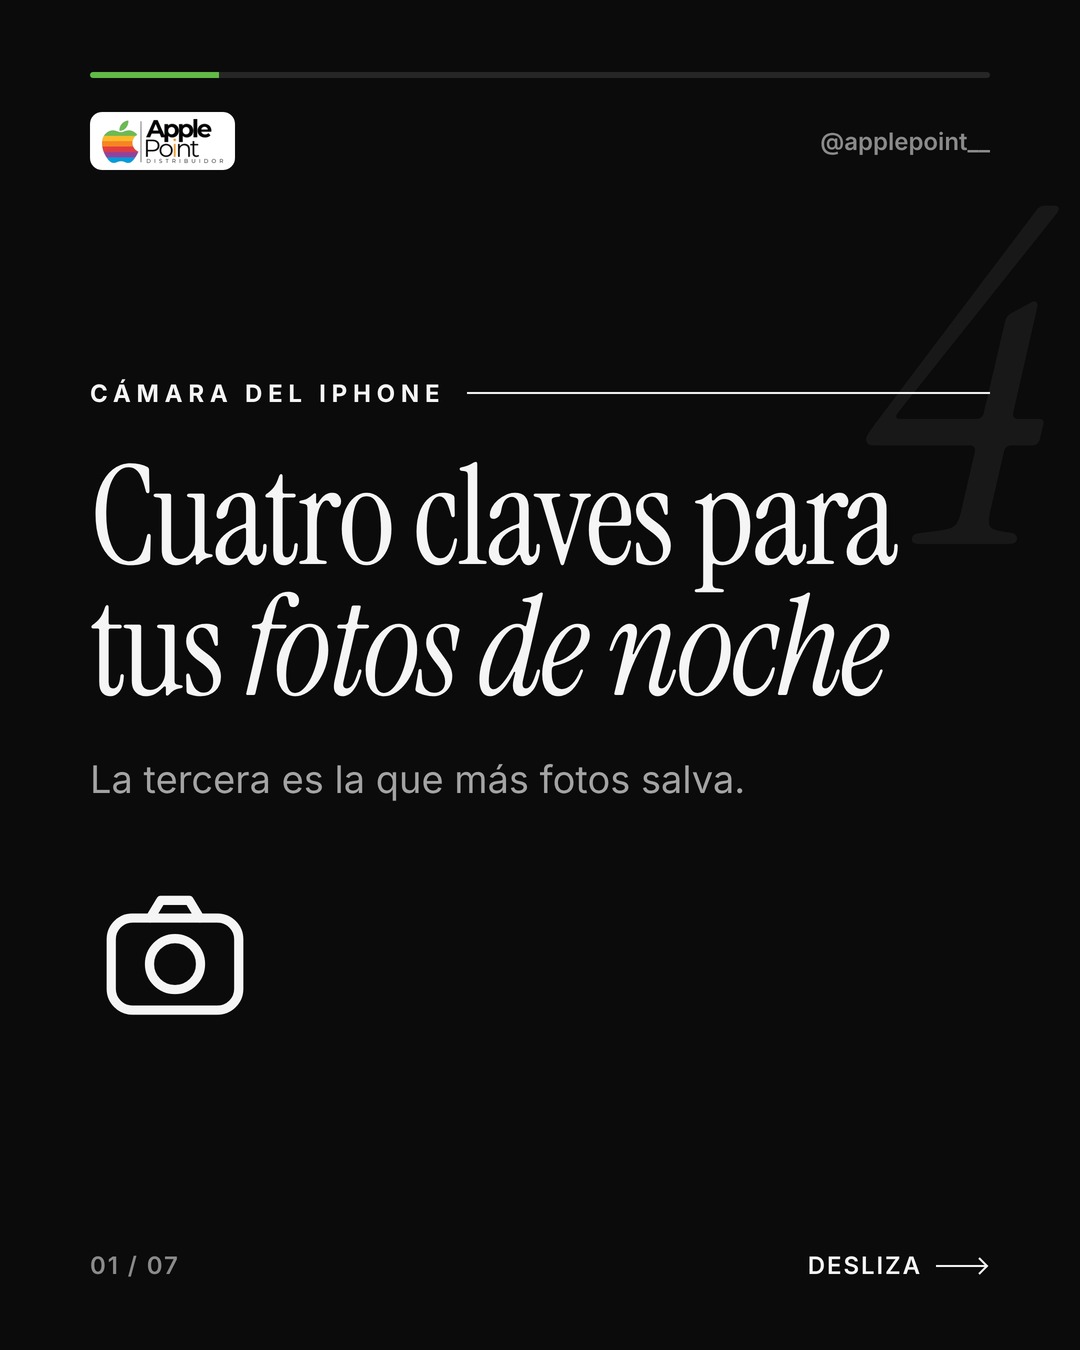 Apple
Point
DISTRIBUIDOR
@applepoint__
4
CÁMARA DEL IPHONE
Cuatro claves para
tus fotos de noche
La tercera es la que más fotos salva.
01 / 07
DESLIZA